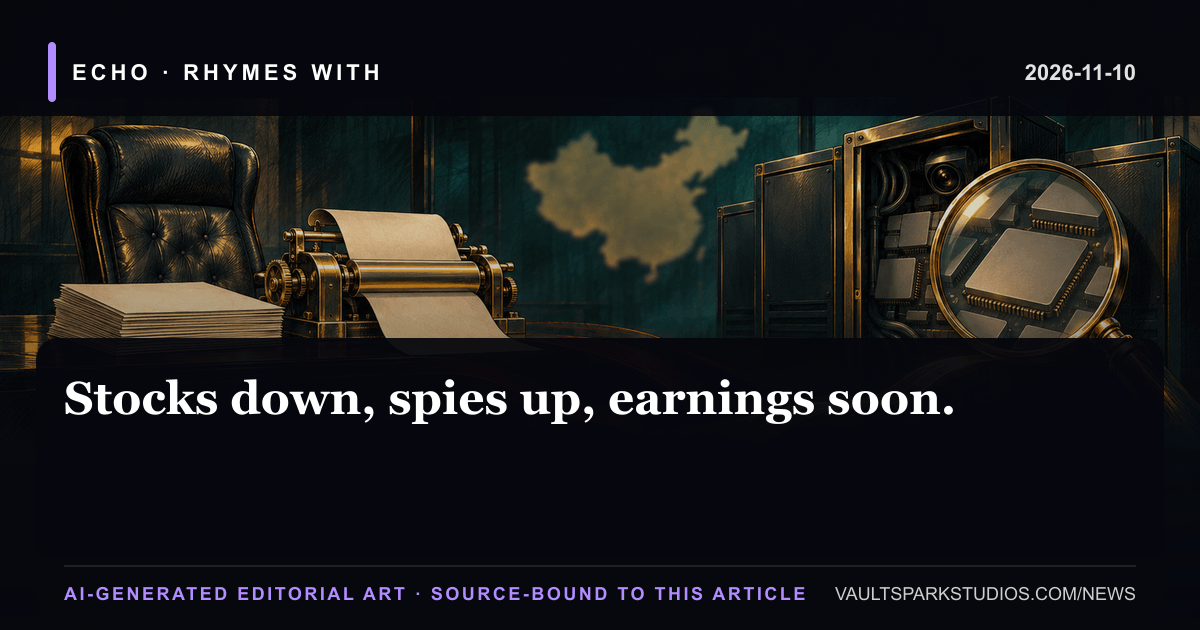 ECHO · RHYMES WITH
2026-11-10
Stocks down, spies up, earnings soon.
AI-GENERATED EDITORIAL ART · SOURCE-BOUND TO THIS ARTICLE
VAULTSPARKSTUDIOS.COM/NEWS